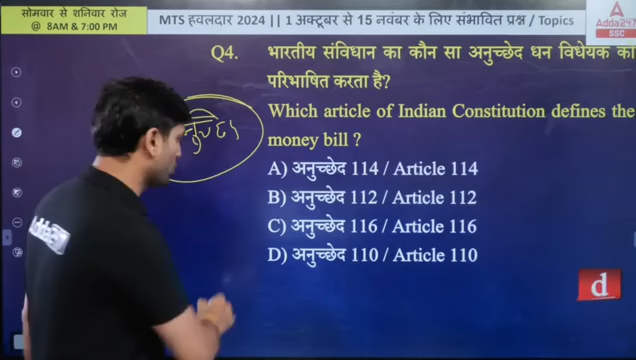 सोमवार से शनिवार रोज
@ 8AM & 7:00 PM
MTS हवलदार 2024 || 1 अक्टूबर से 15 नवंबर के लिए संभावित प्रश्न / Topics
Adda247
SSC
Q4. भारतीय संविधान का कौन सा अनुच्छेद धन विधेयक को
परिभाषित करता है?
Which article of Indian Constitution defines the
money bill ?
A) अनुच्छेद 114 / Article 114
B) अनुच्छेद 112 / Article 112
C) अनुच्छेद 116 / Article 116
D) अनुच्छेद 110 / Article 110
d